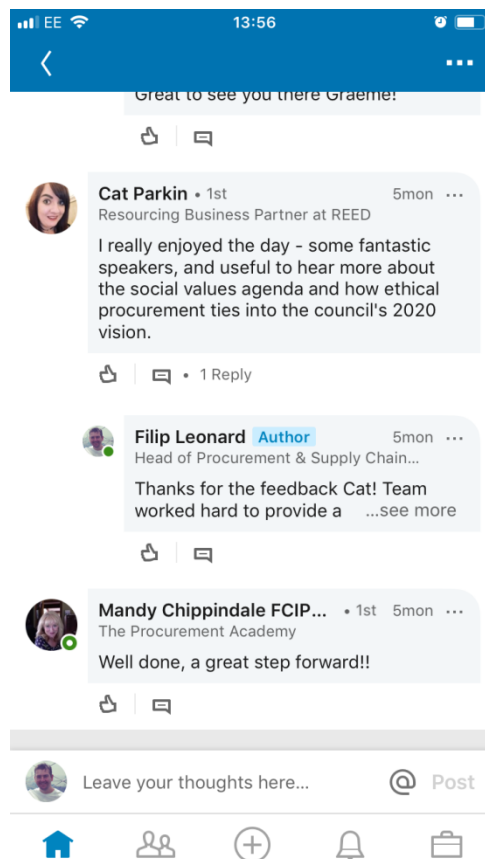 EE 13:56
Great to see you there Graeme!
Cat Parkin • 1st 5mon ...
Resourcing Business Partner at REED
I really enjoyed the day - some fantastic
speakers, and useful to hear more about
the social values agenda and how ethical
procurement ties into the council's 2020
vision.
• 1 Reply
Filip Leonard Author 5mon ...
Head of Procurement & Supply Chain...
Thanks for the feedback Cat! Team
worked hard to provide a ...see more
Mandy Chippindale FCIP... • 1st 5mon ...
The Procurement Academy
Well done, a great step forward!!
Leave your thoughts here... @ Post